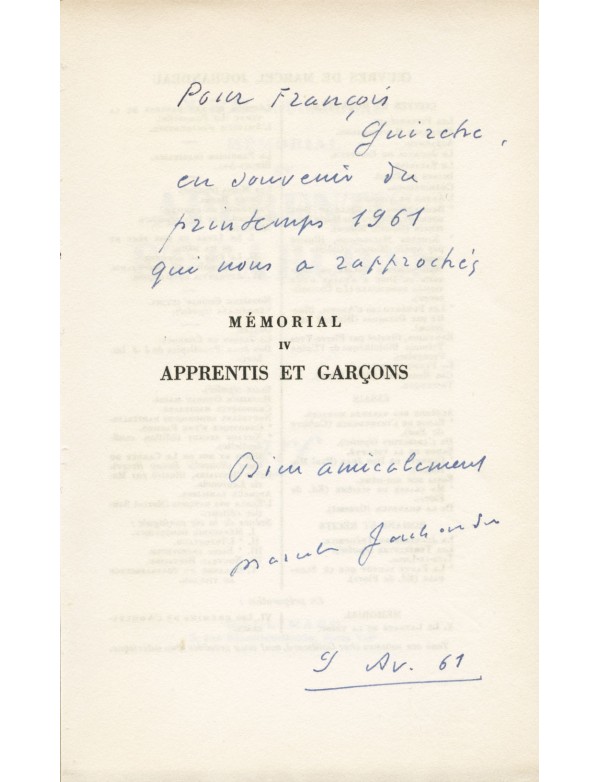 Pour François
en souvenir du
printemps 1961
qui nous a rapprochés
MÉMORIAL
IV
APPRENTIS ET GARÇONS
Bien amicalement
Marcel Jouhandeau
9 Av. 61